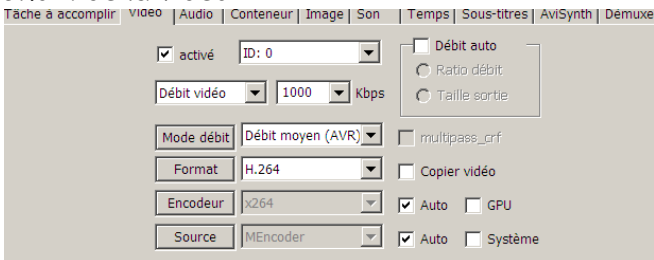 Tâche à accomplir Vidéo Audio Conteneur Image Son Temps Sous-titres AviSynth Démuxe
activé ID: 0 Débit auto
Ratio débit
Débit vidéo 1000 Kbps Taille sortie
Mode débit Débit moyen (AVR) multipass_crf
Format H.264 Copier vidéo
Encodeur x264 Auto GPU
Source MEncoder Auto Système